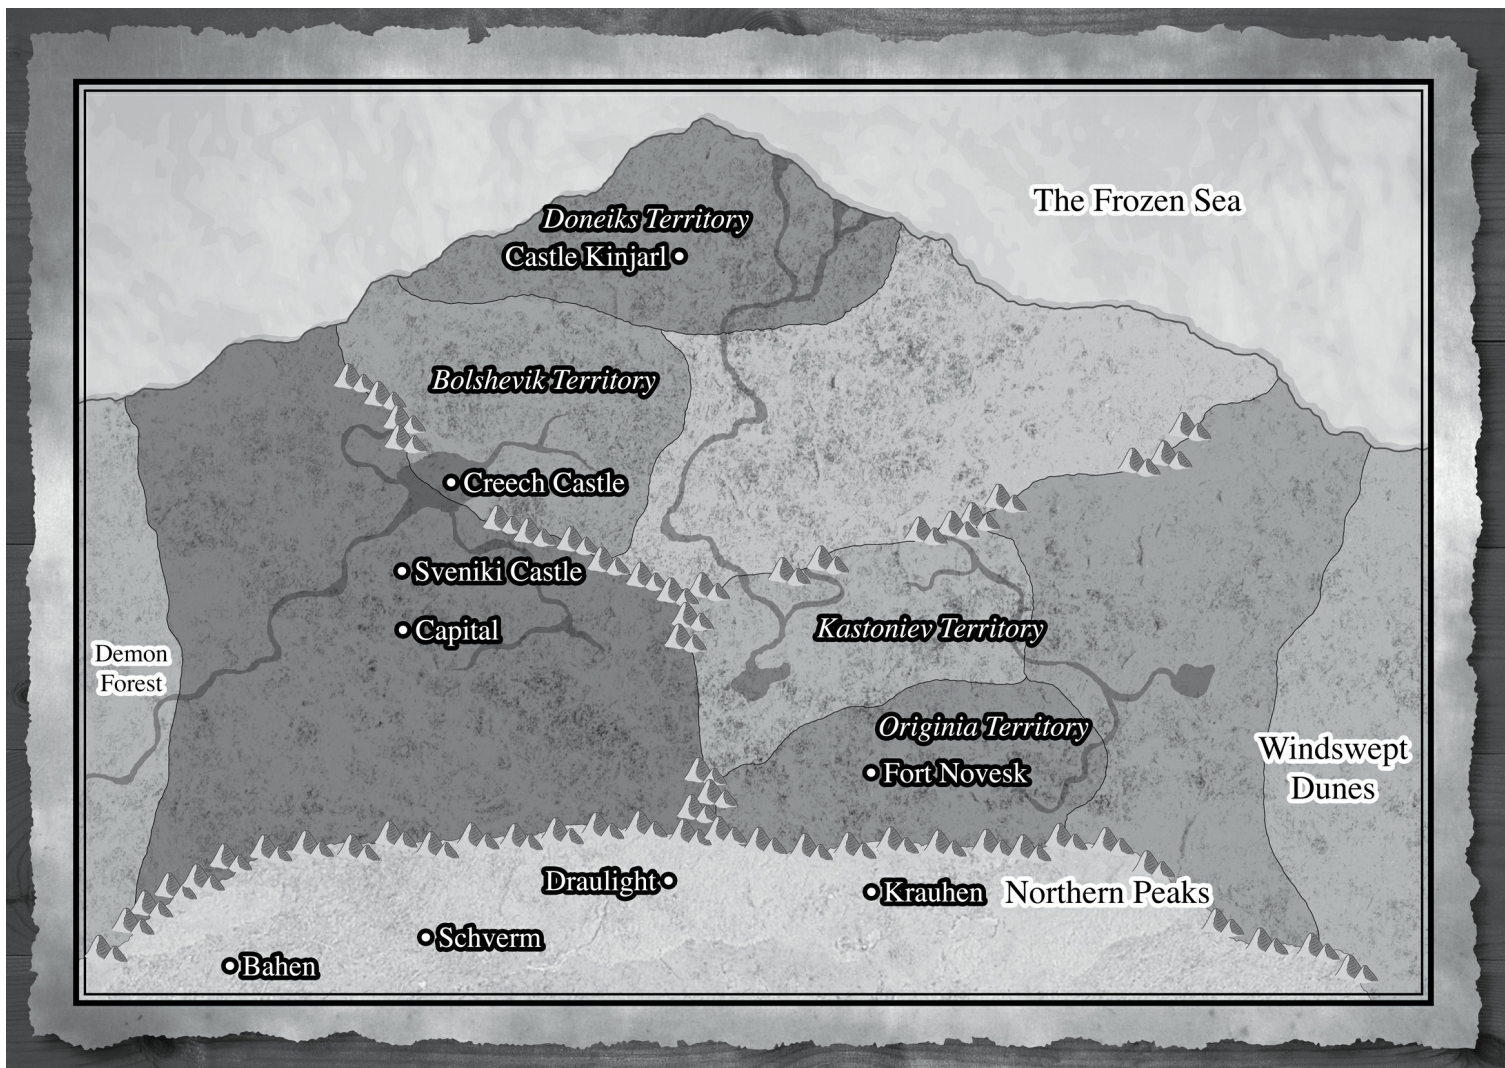 The Frozen Sea
Doneiks Territory
Castle Kinjarl
Bolshevik Territory
Creech Castle
Sveniki Castle
Capital
Kastoniev Territory
Demon
Forest
Originia Territory
Fort Novesk
Windswept
Dunes
Draulight
Krauhen
Northern Peaks
Schverm
Bahen